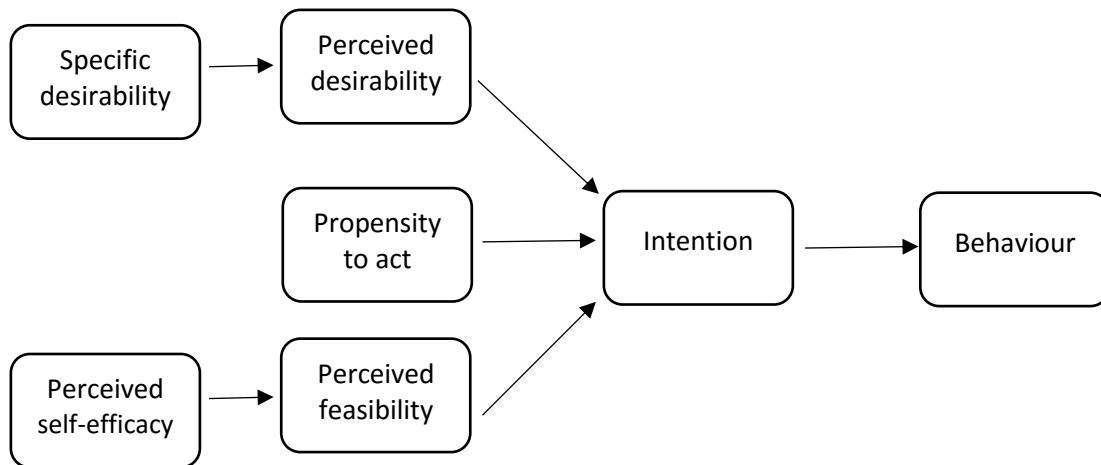 Specific
desirability
Perceived
desirability
Propensity
to act
Intention
Behaviour
Perceived
self-efficacy
Perceived
feasibility